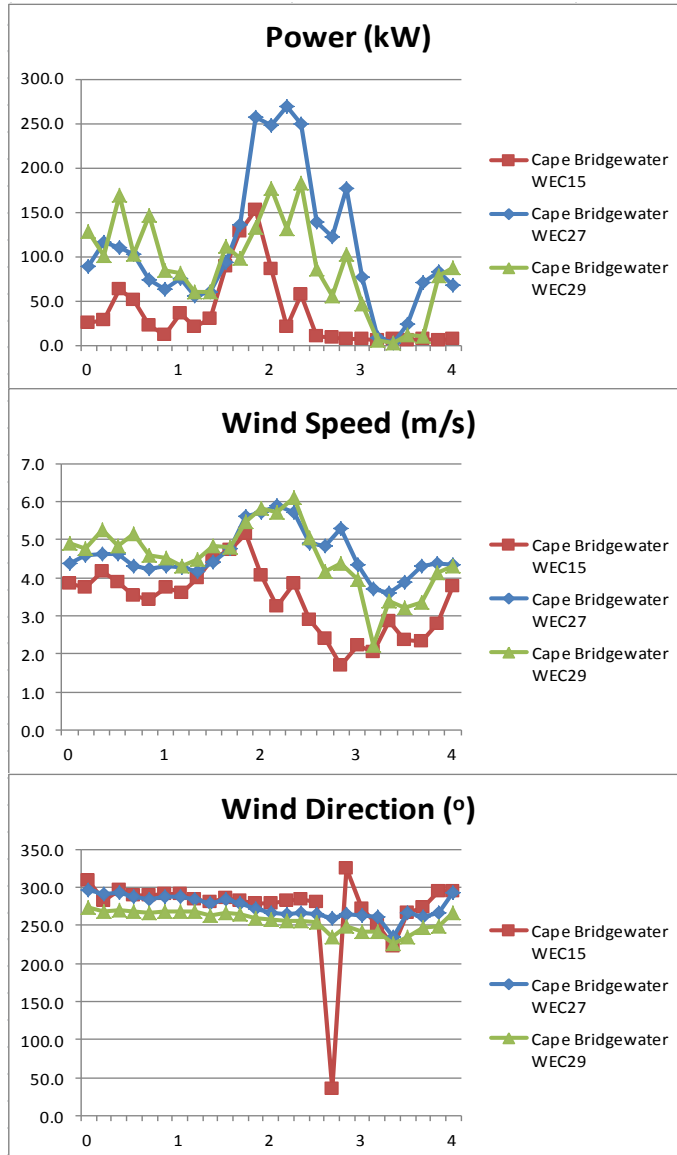 Power (kW)
300.0
250.0
200.0
150.0
100.0
50.0
0.0
0 1 2 3 4
Cape Bridgewater
WEC15
Cape Bridgewater
WEC27
Cape Bridgewater
WEC29
Wind Speed (m/s)
7.0
6.0
5.0
4.0
3.0
2.0
1.0
0.0
0 1 2 3 4
Cape Bridgewater
WEC15
Cape Bridgewater
WEC27
Cape Bridgewater
WEC29
Wind Direction (º)
350.0
300.0
250.0
200.0
150.0
300.0
50.0
0.0
0 1 2 3 4
Cape Bridgewater
WEC15
Cape Bridgewater
WEC27
Cape Bridgewater
WEC29